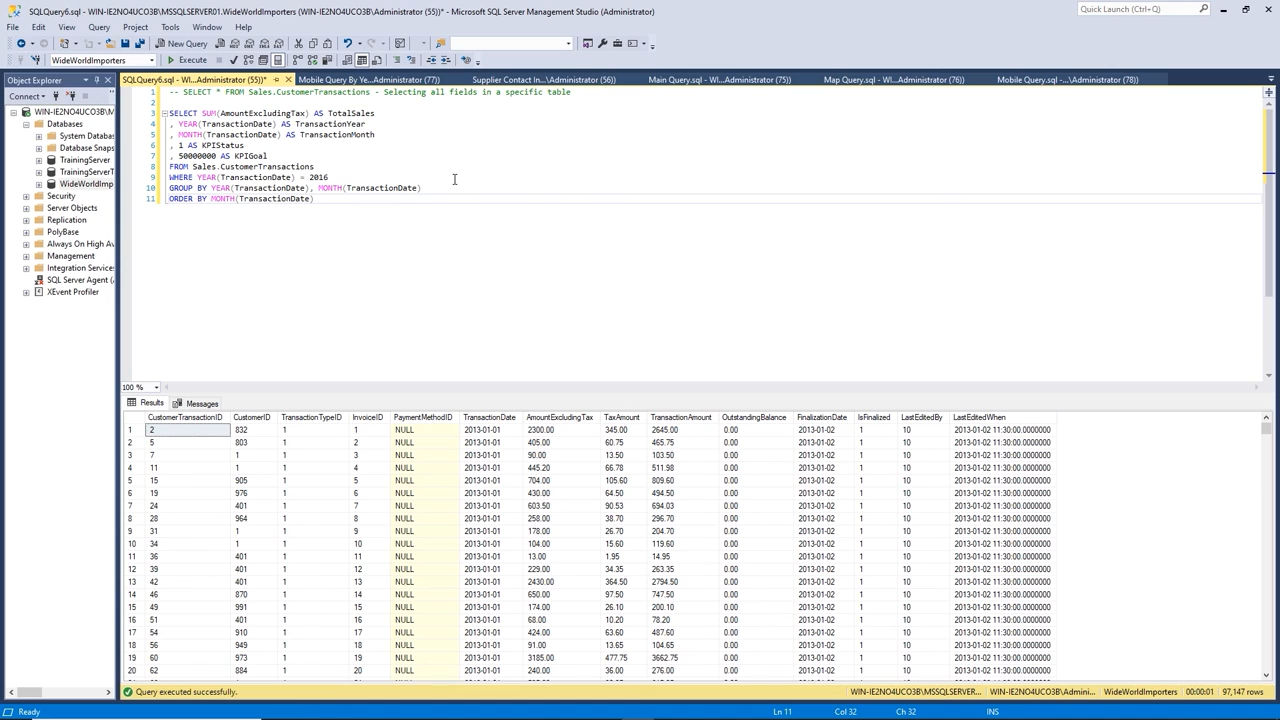 SQLQuery6.sql - WIN-IE2NO4UCO3B\MSSQLSERVER01.WideWorldImporters (WIN-IE2NO4UCO3B\Administrator (55))* - Microsoft SQL Server Management Studio (Administrator)
Quick Launch (Ctrl+Q)
File Edit View Query Project Tools Window Help
New Query
WideWorldImporters
Execute
Object Explorer
SQLQuery6.sql - WI...Administrator (55))*
Mobile Query By Ye...Administrator (77))
Supplier Contact In...\Administrator (56))
Main Query.sql - WI...Administrator (75))
Map Query.sql - WI...Administrator (76))
Mobile Query.sql -...\Administrator (78))
Connect
WIN-IE2NO4UCO3B\M
Databases
System Databas
Database Snaps
TrainingServer
TrainingServerT
WideWorldImp
Security
Server Objects
Replication
PolyBase
Always On High Av
Management
Integration Services
SQL Server Agent (A
XEvent Profiler
1 -- SELECT * FROM Sales.CustomerTransactions - Selecting all fields in a specific table
2
3 SELECT SUM(AmountExcludingTax) AS TotalSales
4 , YEAR(TransactionDate) AS TransactionYear
5 , MONTH(TransactionDate) AS TransactionMonth
6 , 1 AS KPIStatus
7 , 50000000 AS KPIGoal
8 FROM Sales.CustomerTransactions
9 WHERE YEAR(TransactionDate) = 2016
10 GROUP BY YEAR(TransactionDate), MONTH(TransactionDate)
11 ORDER BY MONTH(TransactionDate)
100 %
Results Messages
CustomerTransactionID CustomerID TransactionTypeID InvoiceID PaymentMethodID TransactionDate AmountExcludingTax TaxAmount TransactionAmount OutstandingBalance FinalizationDate IsFinalized LastEditedBy LastEditedWhen
1 2 832 1 1 NULL 2013-01-01 2300.00 345.00 2645.00 0.00 2013-01-02 1 10 2013-01-02 11:30:00.0000000
2 5 803 1 2 NULL 2013-01-01 405.00 60.75 465.75 0.00 2013-01-02 1 10 2013-01-02 11:30:00.0000000
3 7 1 1 3 NULL 2013-01-01 90.00 13.50 103.50 0.00 2013-01-02 1 10 2013-01-02 11:30:00.0000000
4 11 1 1 4 NULL 2013-01-01 445.20 66.78 511.98 0.00 2013-01-02 1 10 2013-01-02 11:30:00.0000000
5 15 905 1 5 NULL 2013-01-01 704.00 105.60 809.60 0.00 2013-01-02 1 10 2013-01-02 11:30:00.0000000
6 19 976 1 6 NULL 2013-01-01 430.00 64.50 494.50 0.00 2013-01-02 1 10 2013-01-02 11:30:00.0000000
7 24 401 1 7 NULL 2013-01-01 603.50 90.53 694.03 0.00 2013-01-02 1 10 2013-01-02 11:30:00.0000000
8 28 964 1 8 NULL 2013-01-01 258.00 38.70 296.70 0.00 2013-01-02 1 10 2013-01-02 11:30:00.0000000
9 31 1 1 9 NULL 2013-01-01 178.00 26.70 204.70 0.00 2013-01-02 1 10 2013-01-02 11:30:00.0000000
10 34 1 1 10 NULL 2013-01-01 104.00 15.60 119.60 0.00 2013-01-02 1 10 2013-01-02 11:30:00.0000000
11 36 401 1 11 NULL 2013-01-01 13.00 1.95 14.95 0.00 2013-01-02 1 10 2013-01-02 11:30:00.0000000
12 39 401 1 12 NULL 2013-01-01 229.00 34.35 263.35 0.00 2013-01-02 1 10 2013-01-02 11:30:00.0000000
13 42 401 1 13 NULL 2013-01-01 2430.00 364.50 2794.50 0.00 2013-01-02 1 10 2013-01-02 11:30:00.0000000
14 46 870 1 14 NULL 2013-01-01 650.00 97.50 747.50 0.00 2013-01-02 1 10 2013-01-02 11:30:00.0000000
15 49 991 1 15 NULL 2013-01-01 174.00 26.10 200.10 0.00 2013-01-02 1 10 2013-01-02 11:30:00.0000000
16 51 401 1 16 NULL 2013-01-01 68.00 10.20 78.20 0.00 2013-01-02 1 10 2013-01-02 11:30:00.0000000
17 54 910 1 17 NULL 2013-01-01 424.00 63.60 487.60 0.00 2013-01-02 1 10 2013-01-02 11:30:00.0000000
18 56 949 1 18 NULL 2013-01-01 91.00 13.65 104.65 0.00 2013-01-02 1 10 2013-01-02 11:30:00.0000000
19 60 973 1 19 NULL 2013-01-01 3185.00 477.75 3662.75 0.00 2013-01-02 1 10 2013-01-02 11:30:00.0000000
20 62 884 1 20 NULL 2013-01-01 240.00 36.00 276.00 0.00 2013-01-02 1 10 2013-01-02 11:30:00.0000000
Query executed successfully.
WIN-IE2NO4UCO3B\MSSQLSERVER... WIN-IE2NO4UCO3B\Admini... WideWorldImporters 00:00:01 97,147 rows
Ready Ln 11 Col 32 Ch 32 INS